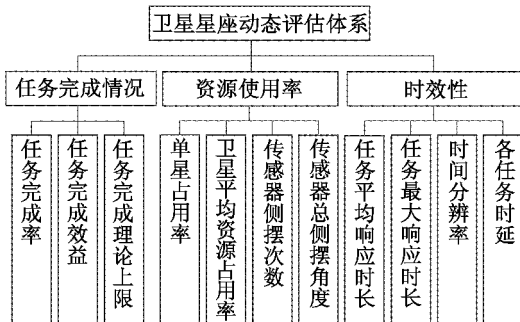 卫星星座动态评估体系
任务完成情况
资源使用率
时效性
任务完成率
任务完成效益
任务完成理论上限
单星占用率
卫星平均资源占用率
传感器侧摆次数
传感器总侧摆角度
任务平均响应时长
任务最大响应时长
时间分辨率
各任务时延